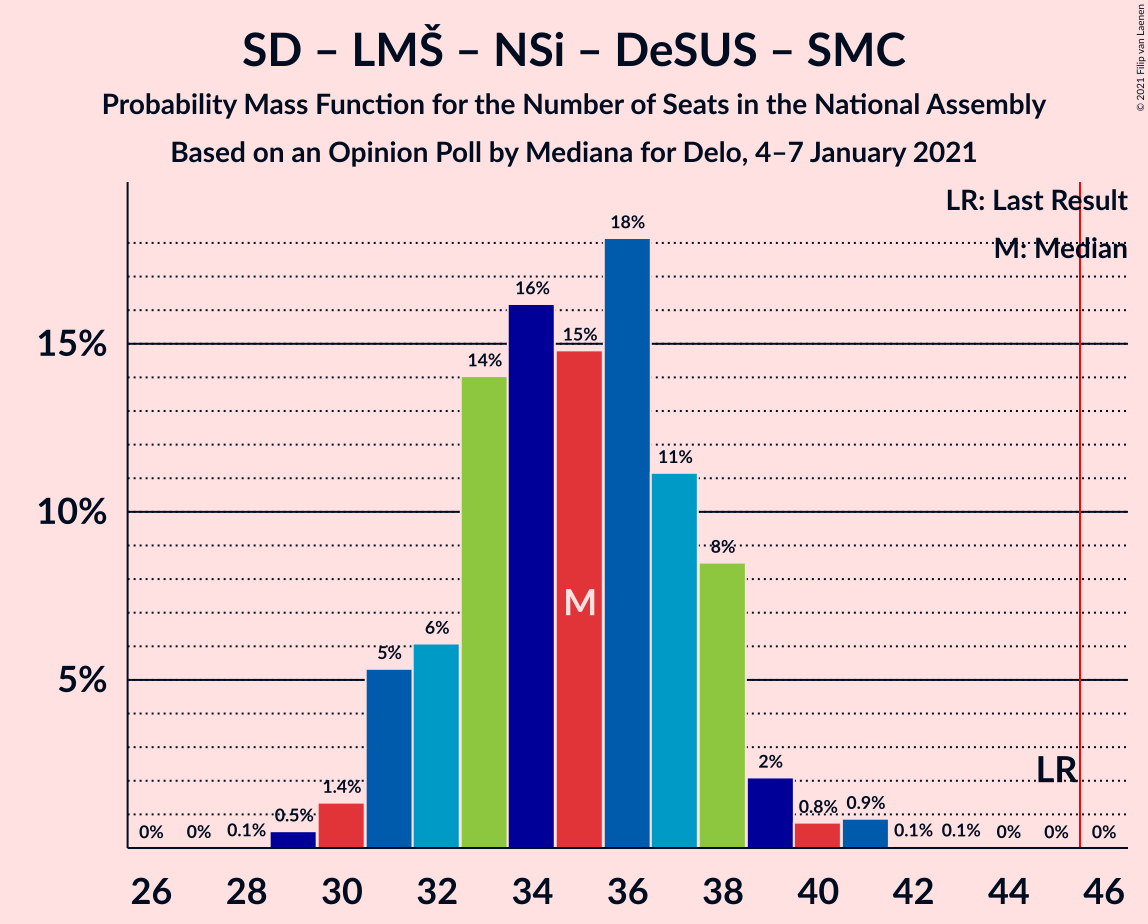 SD – LMŠ – NSi – DeSUS – SMC
Probability Mass Function for the Number of Seats in the National Assembly
Based on an Opinion Poll by Mediana for Delo, 4–7 January 2021
© 2021 Filip van Laenen
LR: Last Result
M: Median
15%
10%
5%
0% 0% 0.1% 0.5% 1.4% 5% 6% 14% 16% 15% 18% 11% 8% 2% 0.8% 0.9% 0.1% 0.1% 0% 0% 0%
M
LR
26 28 30 32 34 36 38 40 42 44 46